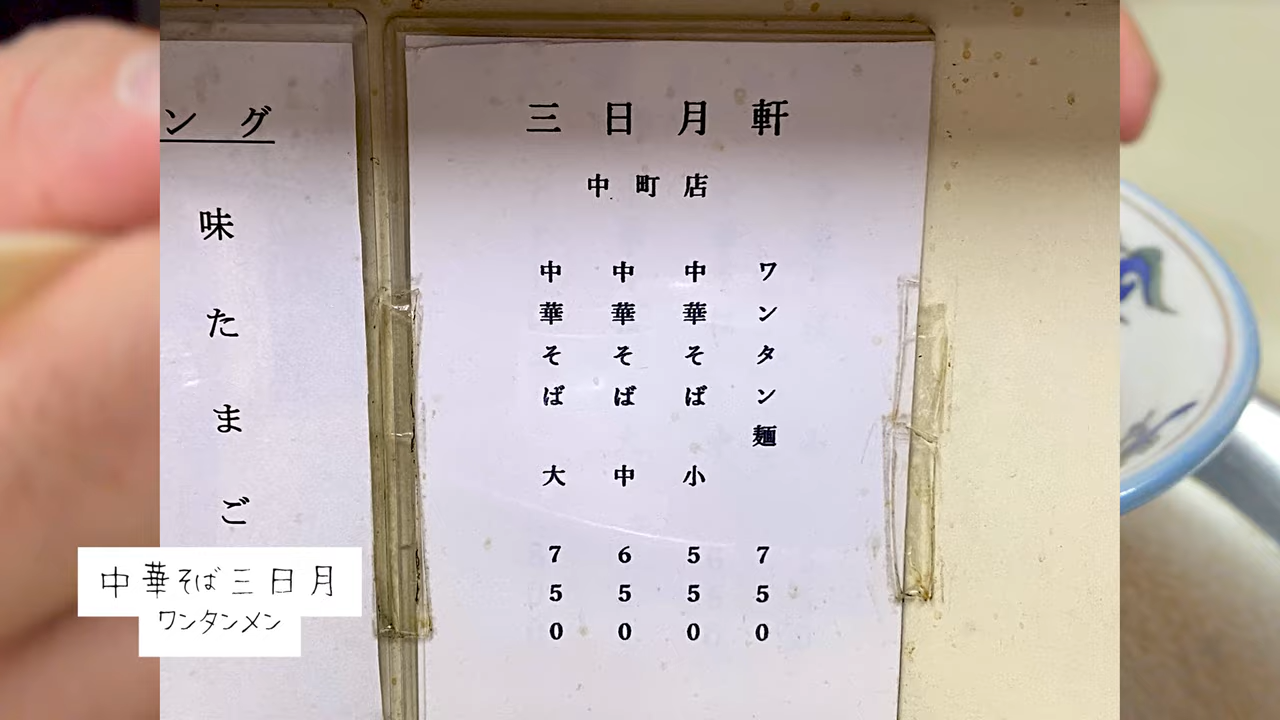 三日月軒
中町店
ワンタン麺 750
中華そば 小 550
中華そば 中 650
中華そば 大 750
ング
味たまご
中華そば三日月
ワンタンメン